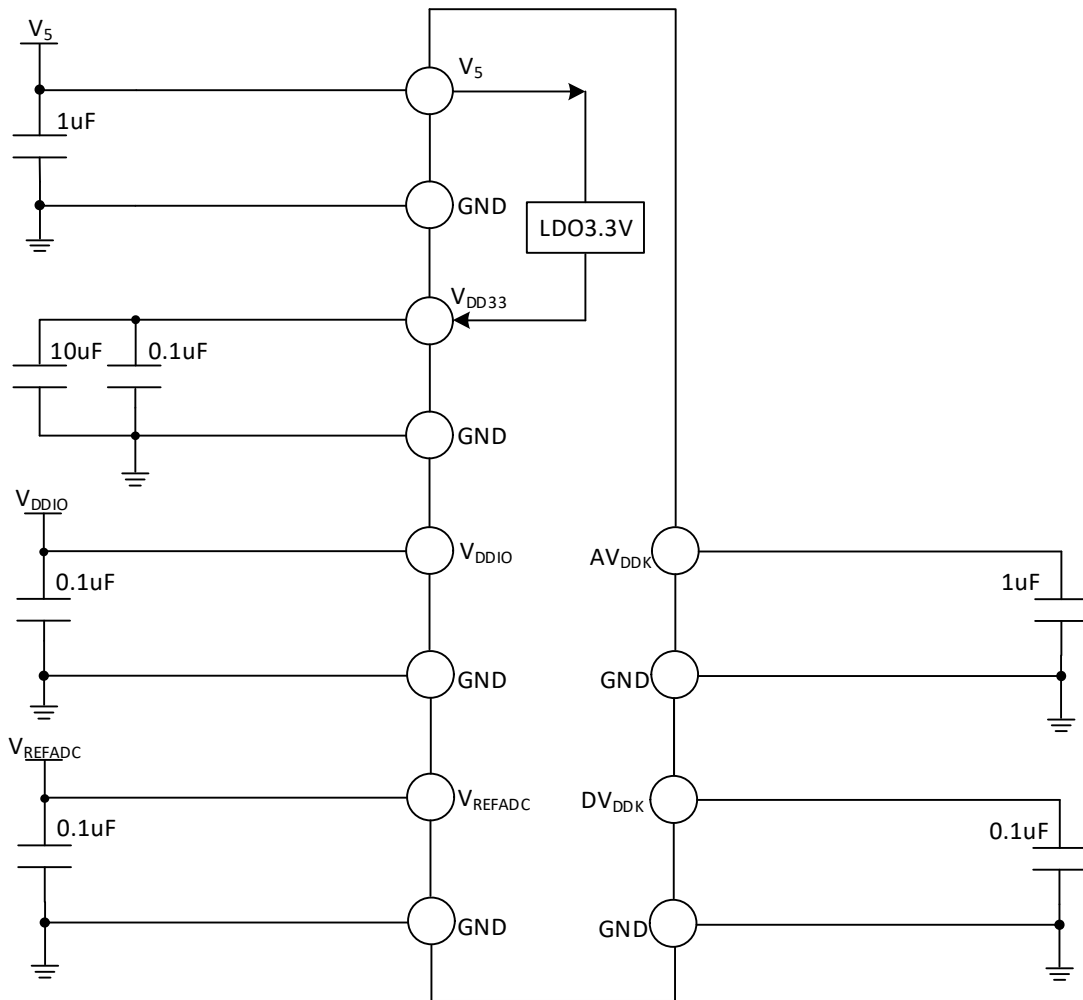 V5
V5
1uF
GND
LDO3.3V
VDD33
10uF
0.1uF
GND
VDDIO
VDDIO
0.1uF
GND
VREFADC
VREFADC
0.1uF
GND
AVDDK
1uF
GND
DVDDK
0.1uF
GND